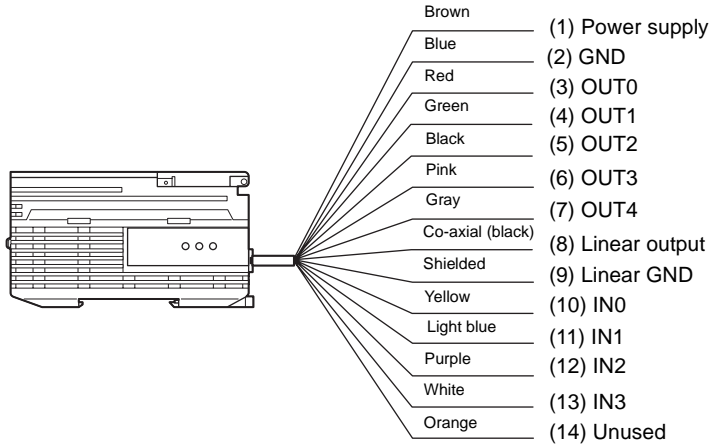 Brown
(1) Power supply
Blue
(2) GND
Red
(3) OUT0
Green
(4) OUT1
Black
(5) OUT2
Pink
(6) OUT3
Gray
(7) OUT4
Co-axial (black)
(8) Linear output
Shielded
(9) Linear GND
Yellow
(10) IN0
Light blue
(11) IN1
Purple
(12) IN2
White
(13) IN3
Orange
(14) Unused